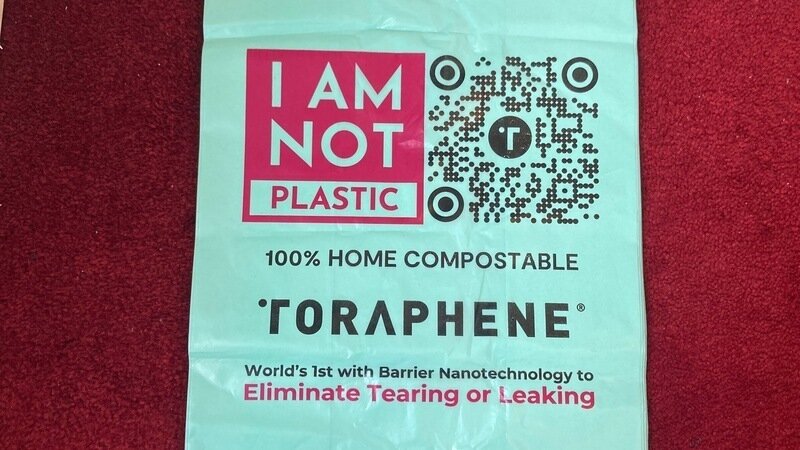 I AM
NOT
PLASTIC
100% HOME COMPOSTABLE
TORAPHENE®
World's 1st with Barrier Nanotechnology to
Eliminate Tearing or Leaking